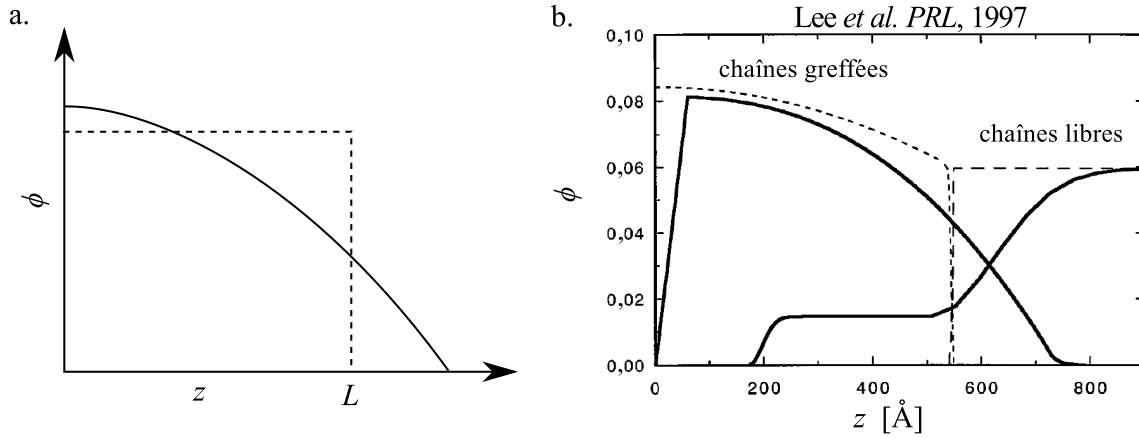 a.
ϕ
z
L
b.
Lee et al. PRL, 1997
0,10
0,08
0,06
0,04
0,02
0,00
chaînes greffées
chaînes libres
ϕ
0
200
400
600
800
z [Å]